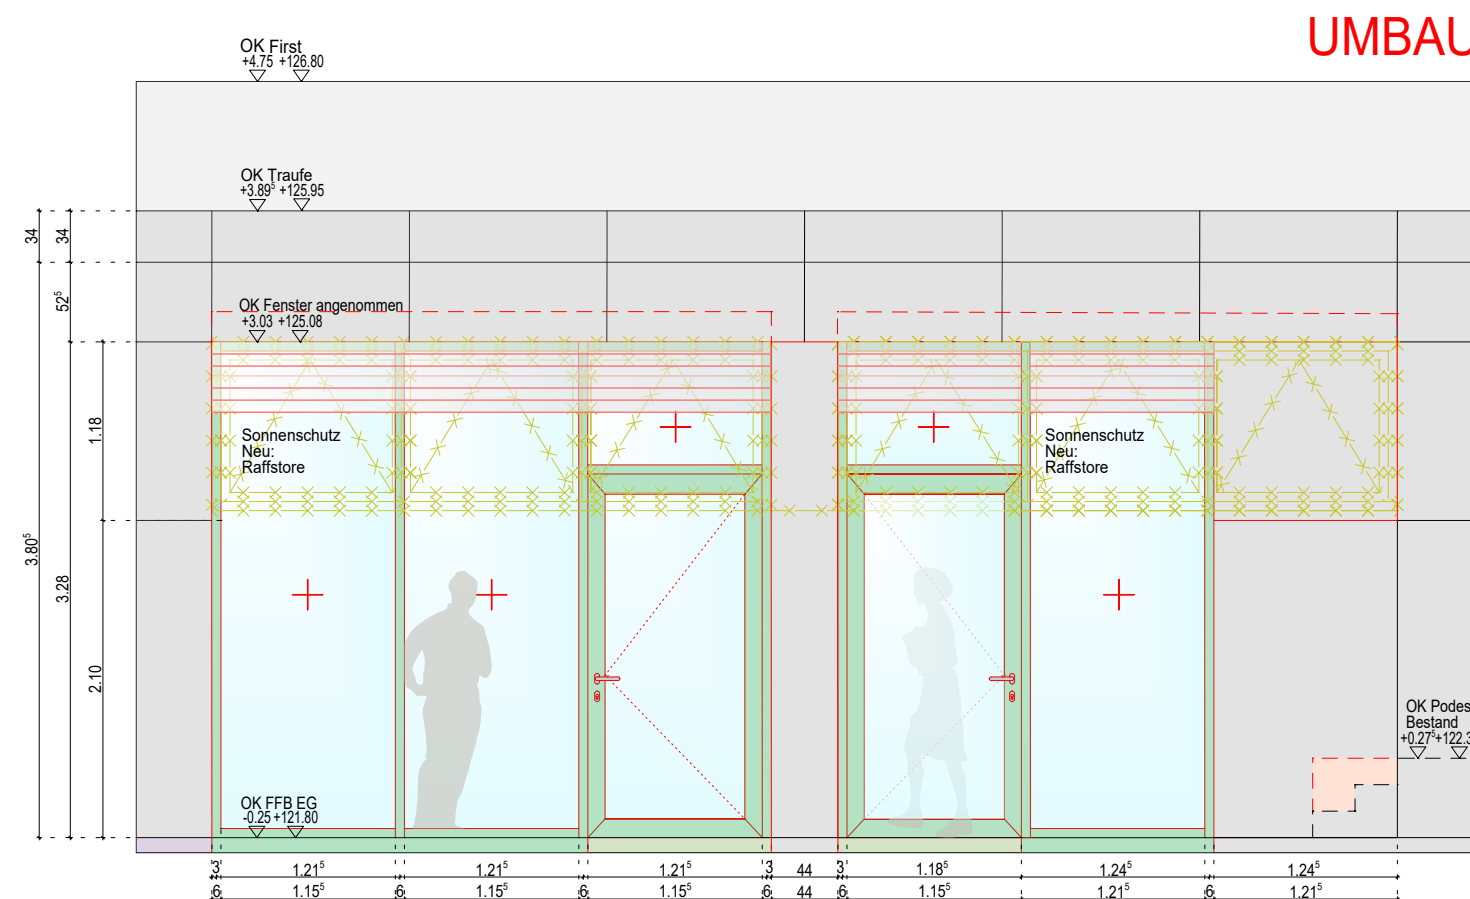 UMBAU
OK First
+4.75 +126.80
OK Traufe
+3.89⁵ +125.95
34
34
52⁵
OK Fenster angenommen
+3.03 +125.08
1.18
Sonnenschutz
Neu:
Raffstore
Sonnenschutz
Neu:
Raffstore
3.80⁵
3.28
2.10
OK Podes
Bestand
+0.27⁵ +122.3
OK FFB EG
-0.25 +121.80
3 1.21⁵ 1.21⁵ 1.21⁵ 3 44 3 1.18⁵ 1.24⁵ 1.24⁵
6 1.15⁵ 6 1.15⁵ 6 1.15⁵ 6 44 6 1.15⁵ 1.21⁵ 6 1.21⁵